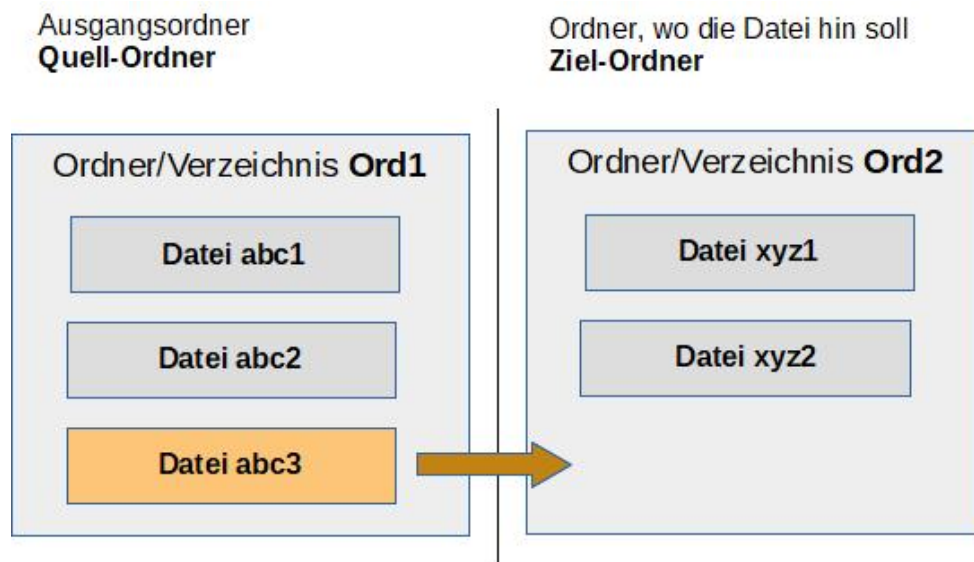 Ausgangsordner
Quell-Ordner
Ordner, wo die Datei hin soll
Ziel-Ordner
Ordner/Verzeichnis Ord1
Datei abc1
Datei abc2
Datei abc3
Ordner/Verzeichnis Ord2
Datei xyz1
Datei xyz2